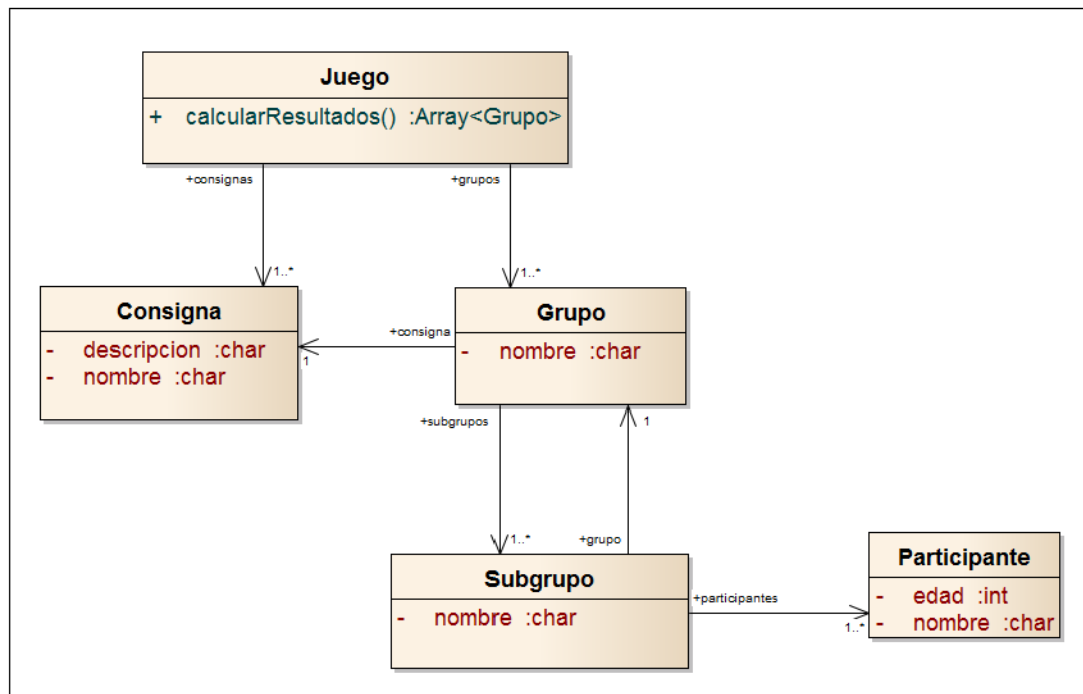 Juego
+ calcularResultados() :Array<Grupo>
+consignas
+grupos
1..*
1..*
Consigna
- descripcion :char
- nombre :char
+consigna
1
Grupo
- nombre :char
+subgrupos
1
1..*
+grupo
Subgrupo
- nombre :char
+participantes
1..*
Participante
- edad :int
- nombre :char